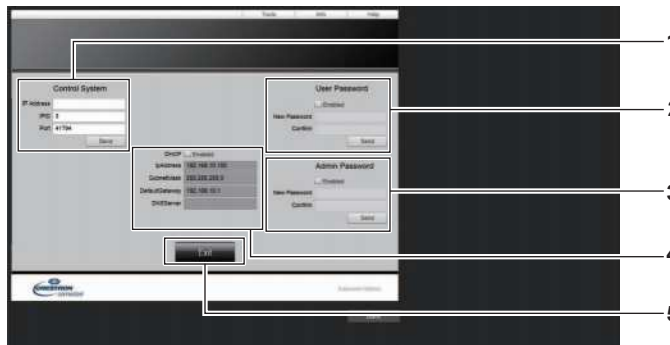 Tools Info Help
Control System
IP Address
IPID 3
Port 41794
Send
User Password
Enabled
New Password
Confirm
Send
DHCP Enabled
IpAddress 192.168.10.100
SubnetMask 255.255.255.0
DefaultGateway 192.168.10.1
DNSServer
Admin Password
Enabled
New Password
Confirm
Send
Exit
CRESTRON
CONNECTED
1
2
3
4
5